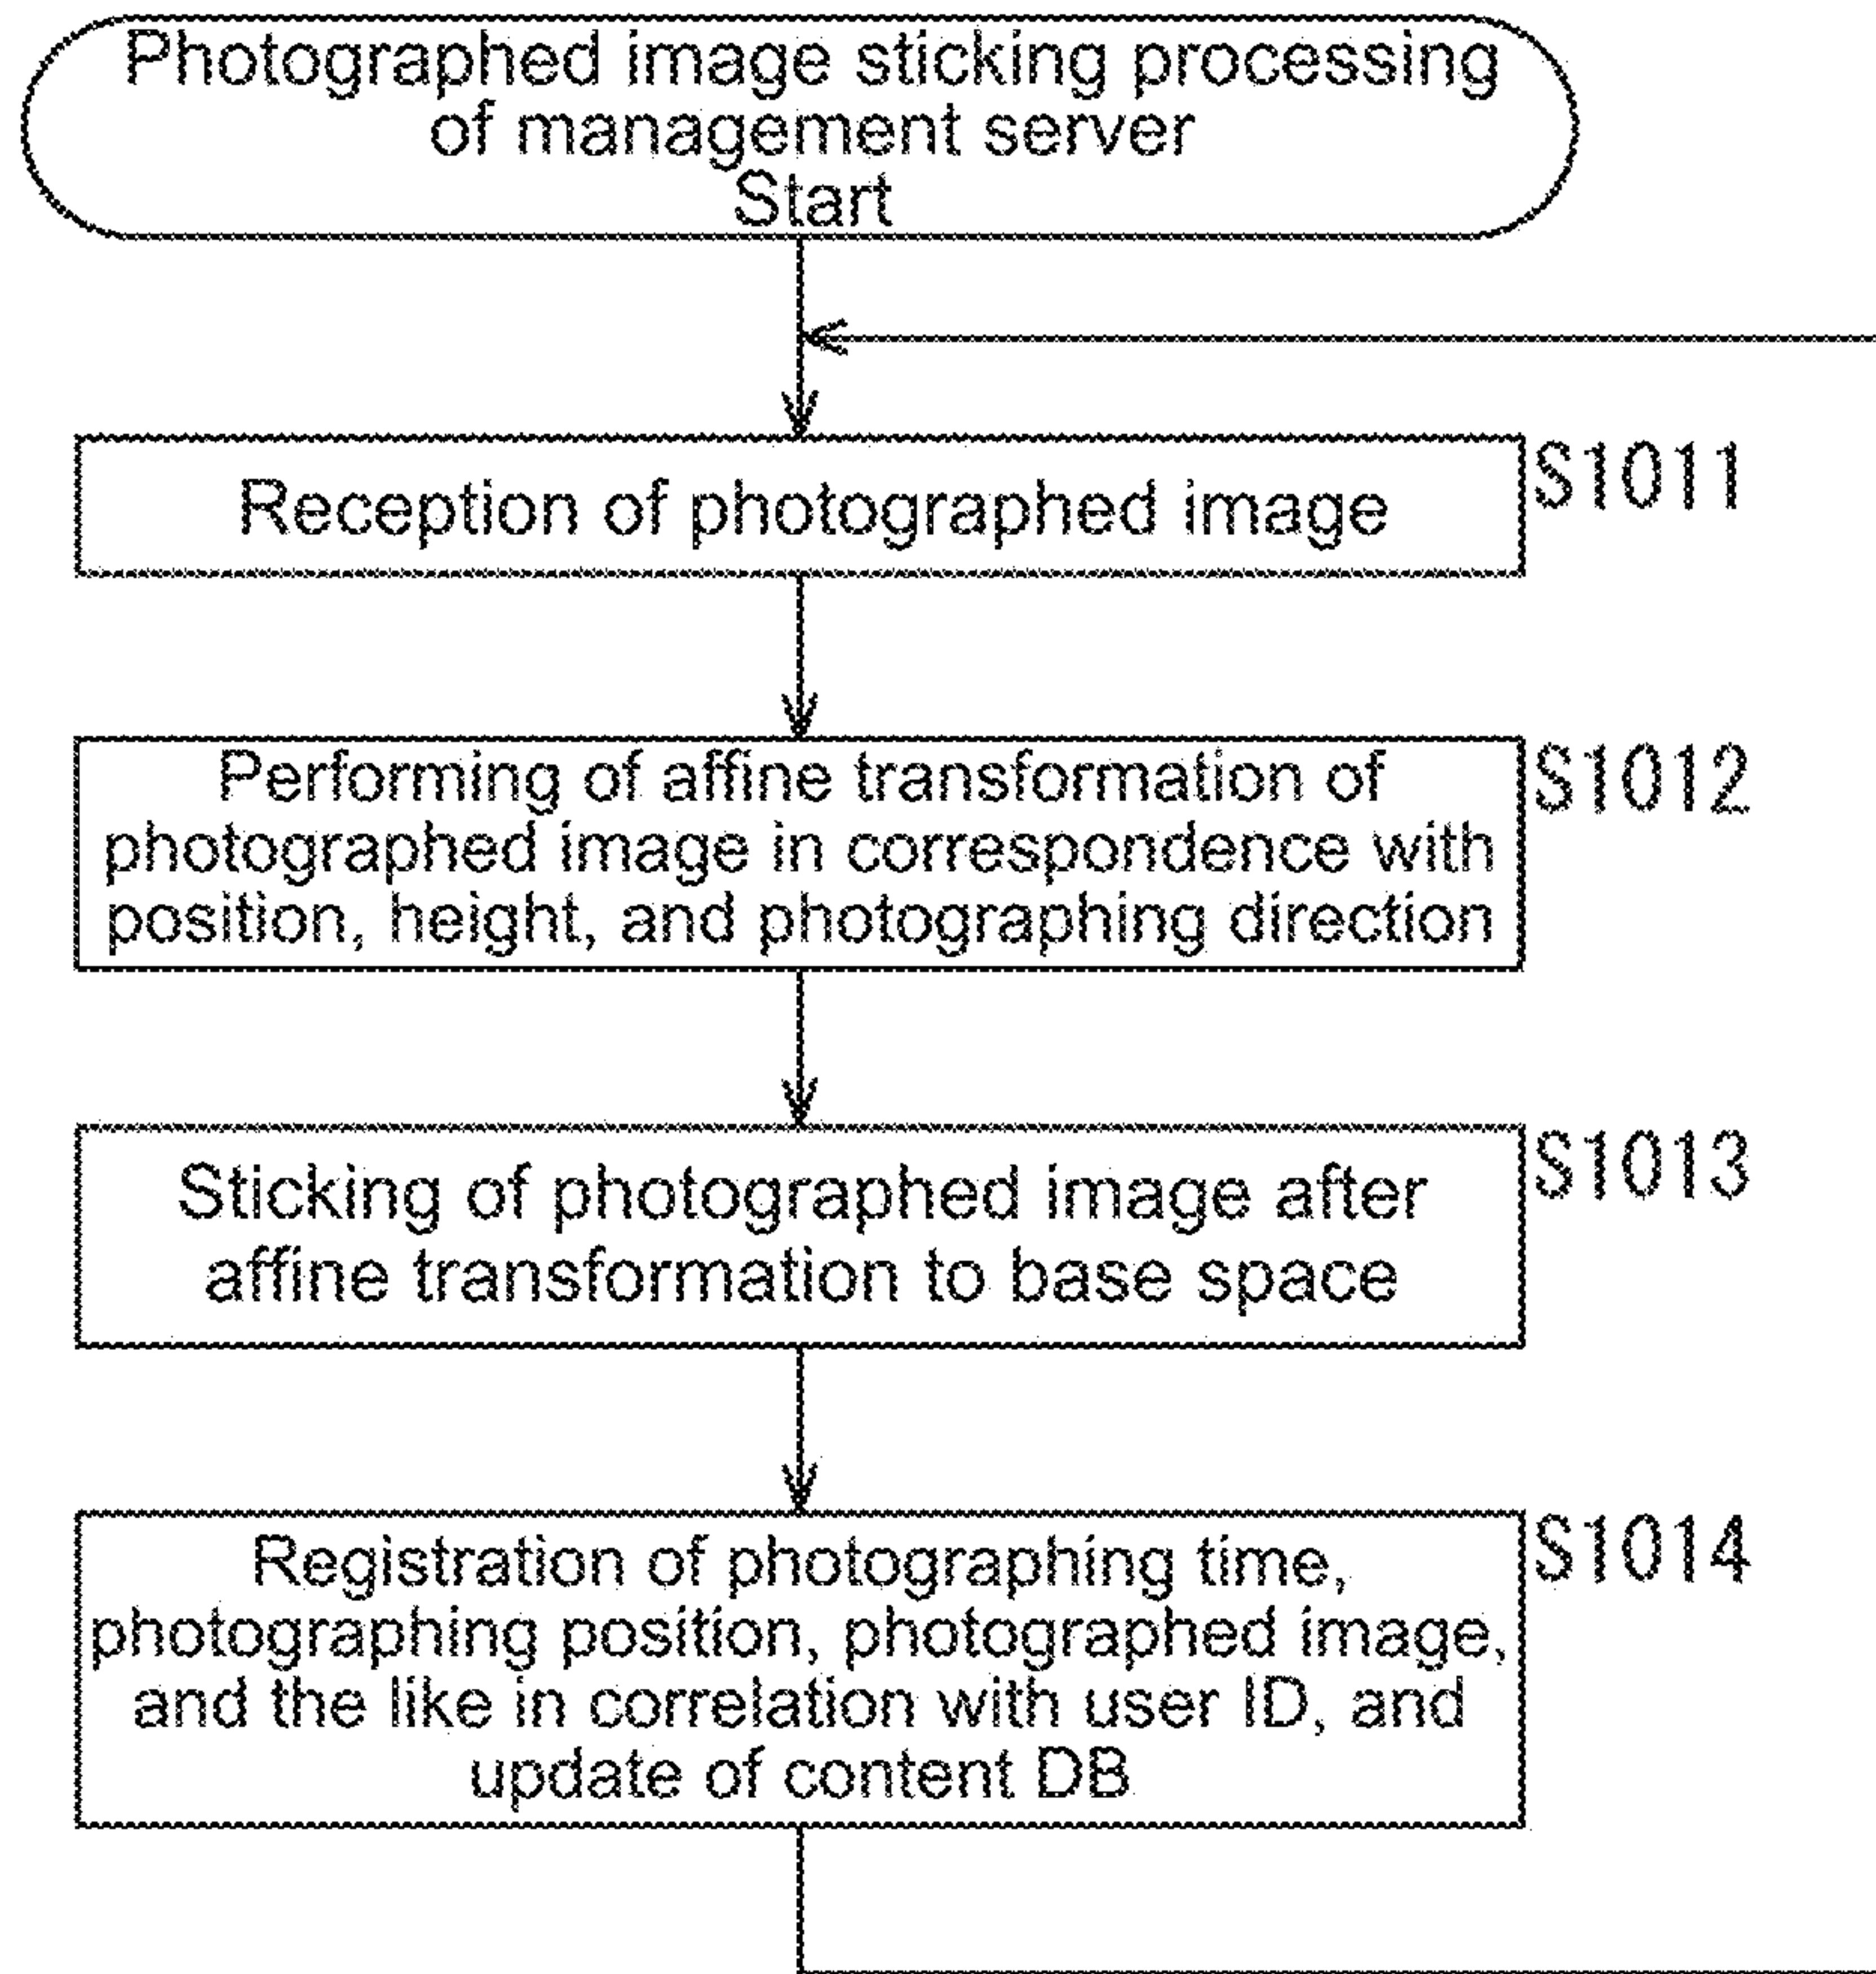 Photographed image sticking processing
of management server
Start
Reception of photographed image
S1011
Performing of affine transformation of
photographed image in correspondence with
position, height, and photographing direction
S1012
Sticking of photographed image after
affine transformation to base space
S1013
Registration of photographing time,
photographing position, photographed image,
and the like in correlation with user ID, and
update of content DB
S1014